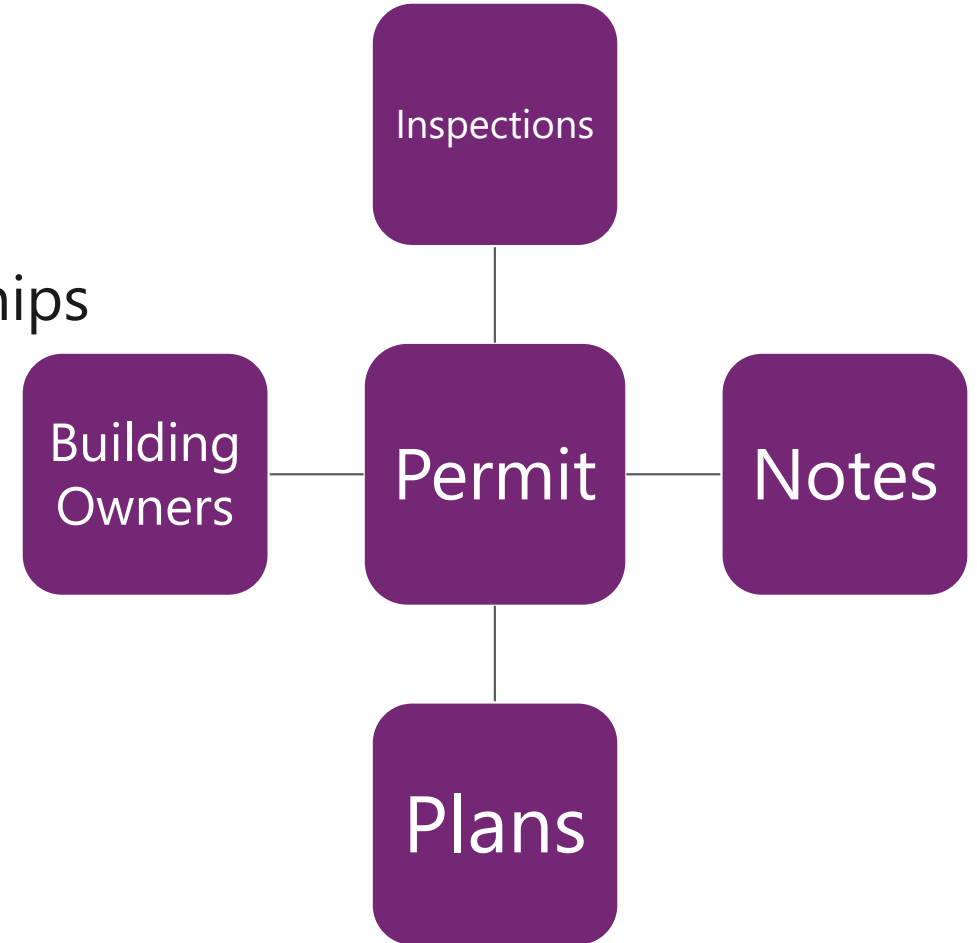 Inspections
hips
Building
Owners
Permit
Notes
Plans